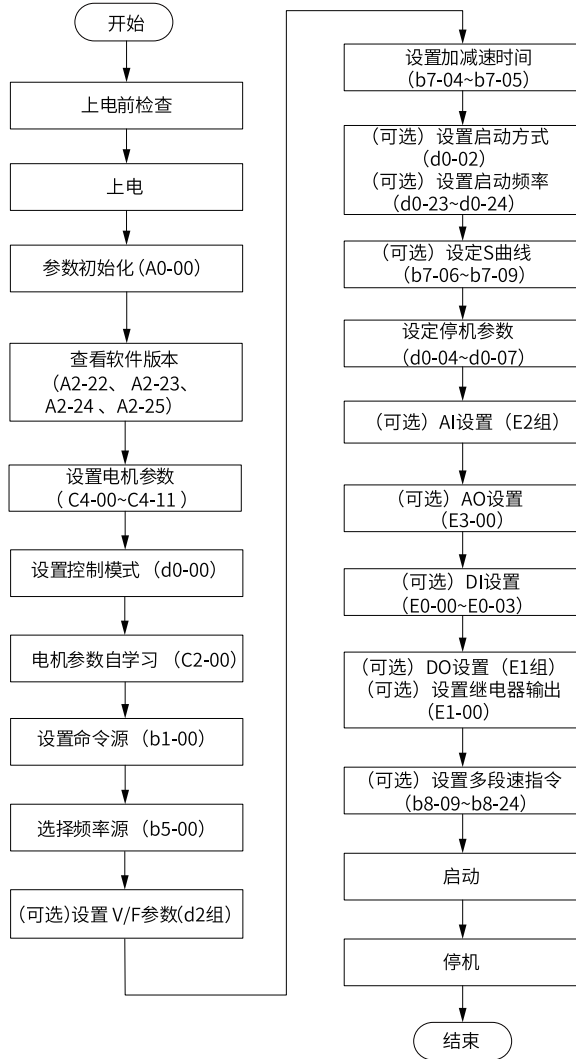 开始
上电前检查
上电
参数初始化（A0-00）
查看软件版本
（A2-22、 A2-23、
A2-24 、A2-25）
设置电机参数
（ C4-00~C4-11 ）
设置控制模式 （d0-00）
电机参数自学习 （C2-00）
设置命令源（b1-00）
选择频率源 （b5-00）
(可选)设置 V/F参数(d2组)
设置加减速时间
（b7-04~b7-05）
（可选）设置启动方式
（d0-02）
（可选）设置启动频率
（d0-23~d0-24）
（可选）设定S曲线
（b7-06~b7-09）
设定停机参数
（d0-04~d0-07）
（可选）AI设置 （E2组）
（可选）AO设置
（E3-00）
（可选）DI设置
（E0-00~E0-03）
（可选）DO设置（E1组）
（可选）设置继电器输出
（E1-00）
（可选）设置多段速指令
（b8-09~b8-24）
启动
停机
结束